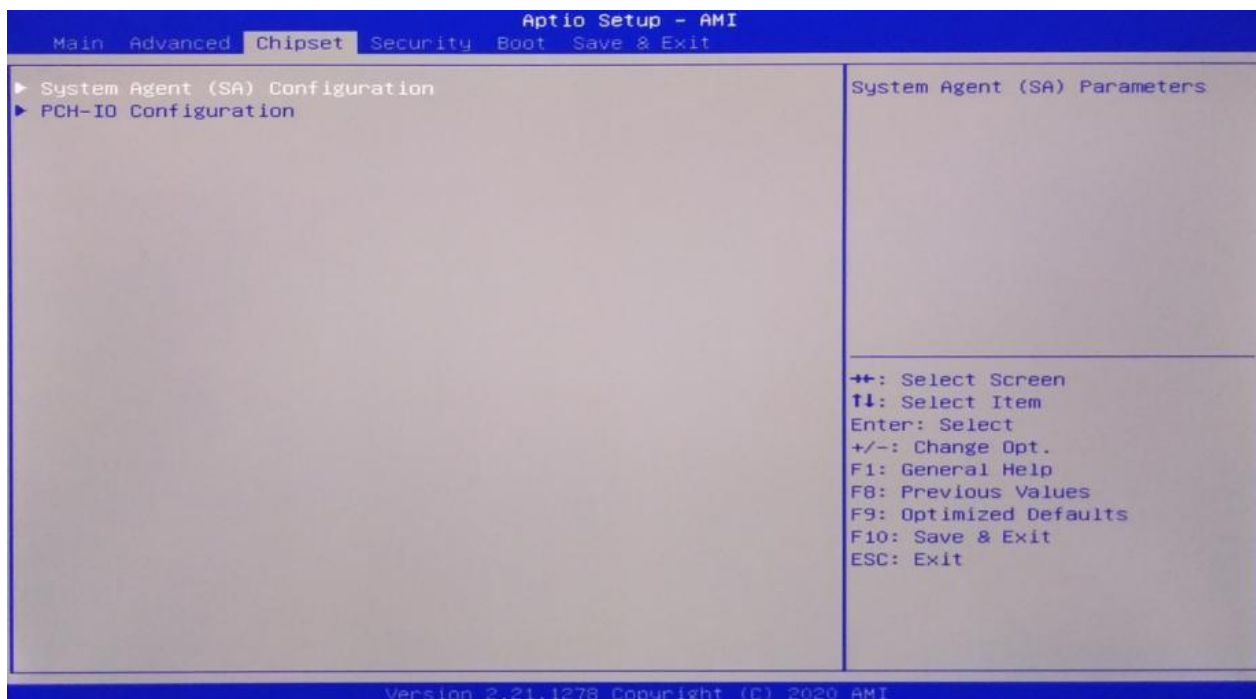 Aptio Setup - AMI
Main Advanced Chipset Security Boot Save & Exit
► System Agent (SA) Configuration
► PCH-IO Configuration
System Agent (SA) Parameters
→←: Select Screen
↑↓: Select Item
Enter: Select
+/-: Change Opt.
F1: General Help
F8: Previous Values
F9: Optimized Defaults
F10: Save & Exit
ESC: Exit
Version 2.21.1278 Copyright (C) 2020 AMI